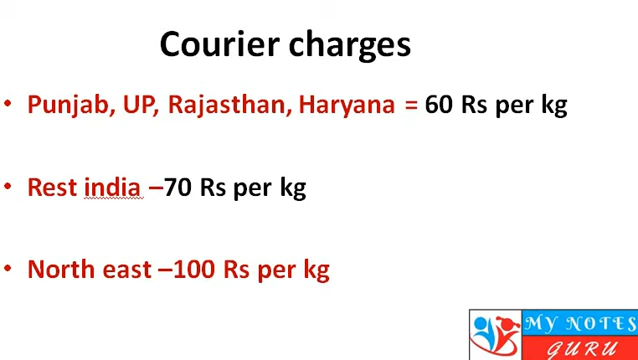 Courier charges
• Punjab, UP, Rajasthan, Haryana = 60 Rs per kg
• Rest india –70 Rs per kg
• North east –100 Rs per kg
MY NOTES
GURU